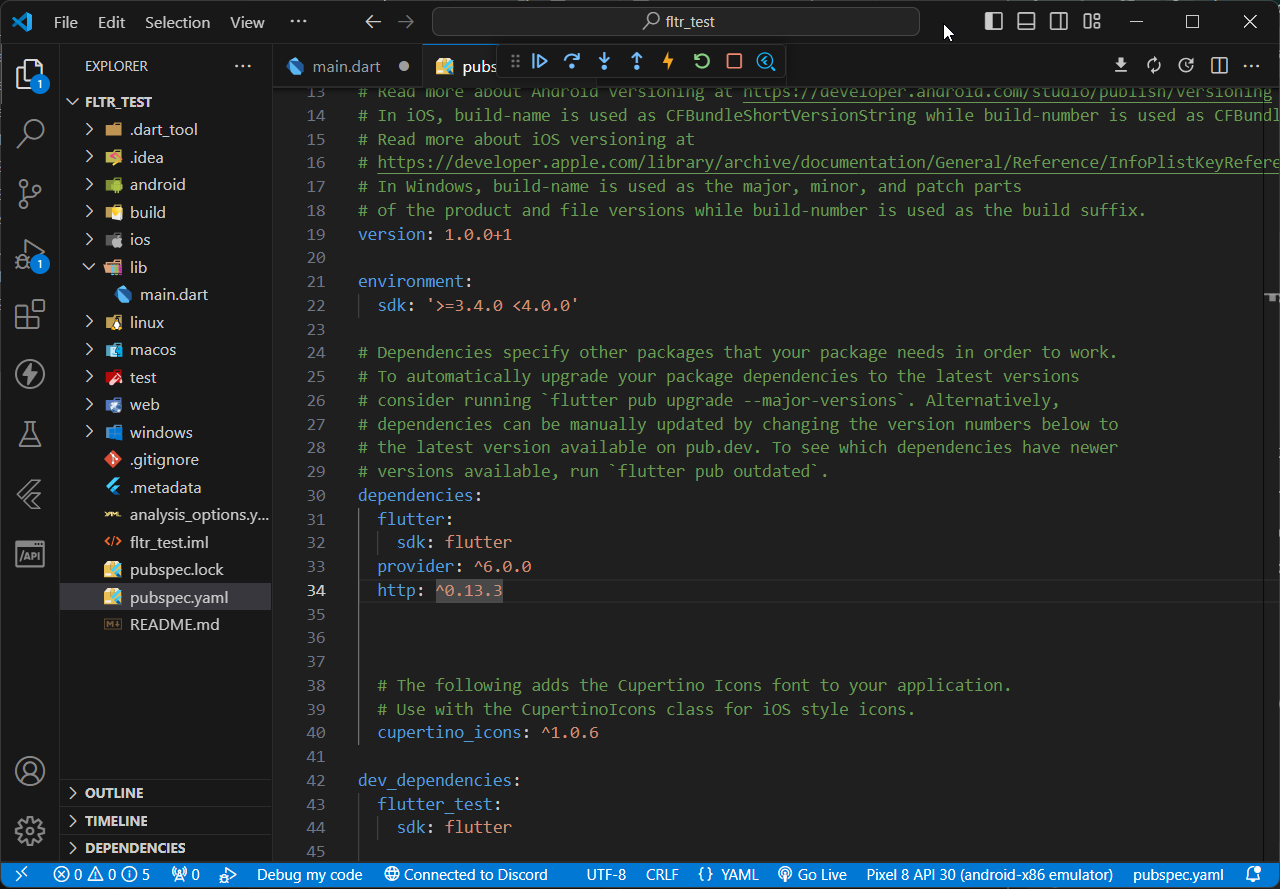 File Edit Selection View ··· fltr_test
EXPLORER ···
FLTR_TEST
.dart_tool
.idea
android
build
ios
lib
main.dart
linux
macos
test
web
windows
.gitignore
.metadata
analysis_options.y...
fltr_test.iml
pubspec.lock
pubspec.yaml
README.md
OUTLINE
TIMELINE
DEPENDENCIES
1
1
/API
main.dart pubs
13 # Read more about Android versioning at https://developer.android.com/studio/publish/versioning
14 # In iOS, build-name is used as CFBundleShortVersionString while build-number is used as CFBundl
15 # Read more about iOS versioning at
16 # https://developer.apple.com/library/archive/documentation/General/Reference/InfoPlistKeyRefere
17 # In Windows, build-name is used as the major, minor, and patch parts
18 # of the product and file versions while build-number is used as the build suffix.
19 version: 1.0.0+1
20
21 environment:
22 sdk: '>=3.4.0 <4.0.0'
23
24 # Dependencies specify other packages that your package needs in order to work.
25 # To automatically upgrade your package dependencies to the latest versions
26 # consider running `flutter pub upgrade --major-versions`. Alternatively,
27 # dependencies can be manually updated by changing the version numbers below to
28 # the latest version available on pub.dev. To see which dependencies have newer
29 # versions available, run `flutter pub outdated`.
30 dependencies:
31 flutter:
32 sdk: flutter
33 provider: ^6.0.0
34 http: ^0.13.3
35
36
37
38 # The following adds the Cupertino Icons font to your application.
39 # Use with the CupertinoIcons class for iOS style icons.
40 cupertino_icons: ^1.0.6
41
42 dev_dependencies:
43 flutter_test:
44 sdk: flutter
45
0 0 5 0 Debug my code Connected to Discord UTF-8 CRLF {} YAML Go Live Pixel 8 API 30 (android-x86 emulator) pubspec.yaml